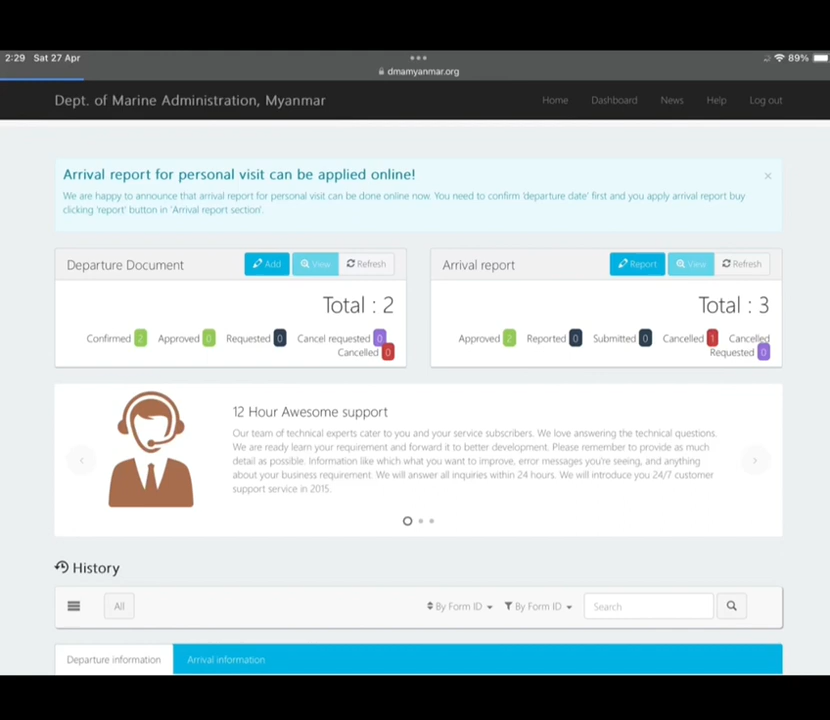 2:29 Sat 27 Apr
89%
dmamyanmar.org
Dept. of Marine Administration, Myanmar
Home Dashboard News Help Log out
Arrival report for personal visit can be applied online!
×
We are happy to announce that arrival report for personal visit can be done online now. You need to confirm 'departure date' first and you apply arrival report buy
clicking 'report' button in 'Arrival report section'.
Departure Document
Add View Refresh
Total : 2
Confirmed 2 Approved 0 Requested 0 Cancel requested 0
Cancelled 0
Arrival report
Report View Refresh
Total : 3
Approved 2 Reported 0 Submitted 0 Cancelled 1 Cancelled
Requested 0
12 Hour Awesome support
Our team of technical experts cater to you and your service subscribers. We love answering the technical questions.
We are ready learn your requirement and forward it to better development. Please remember to provide as much
detail as possible. Information like which what you want to improve, error messages you're seeing, and anything
about your business requirement. We will answer all inquiries within 24 hours. We will introduce you 24/7 customer
support service in 2015.
History
All
By Form ID By Form ID Search
Departure information Arrival information